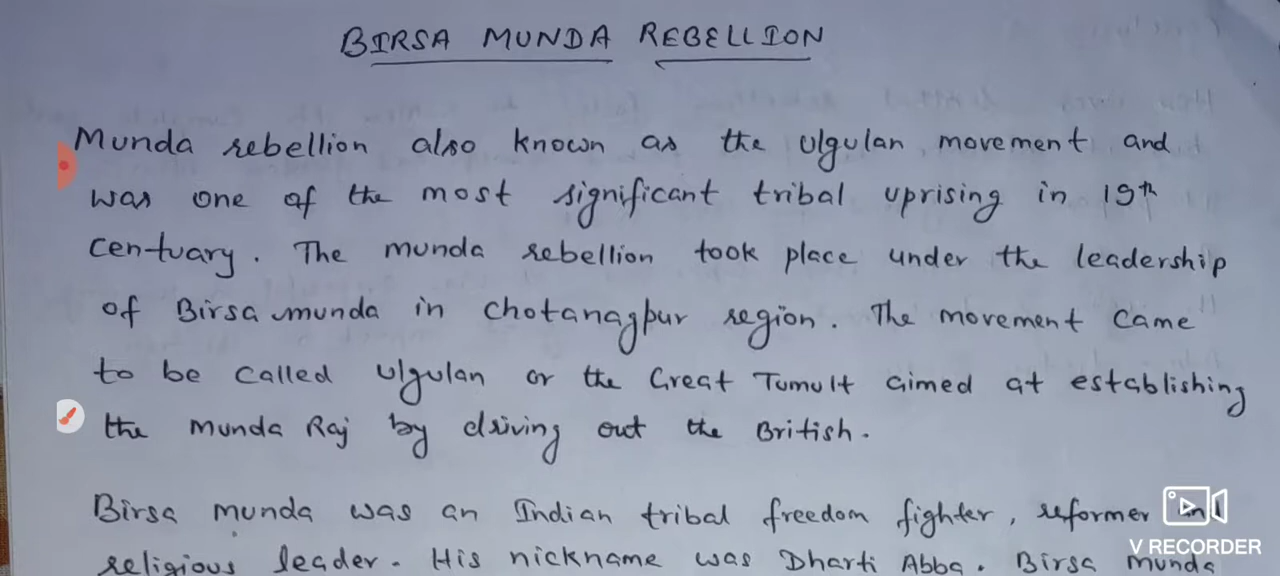 BIRSA MUNDA REBELLION
Munda rebellion also known as the Ulgulan movement and
was one of the most significant tribal uprising in 19th
centuary. The munda rebellion took place under the leadership
of Birsa munda in Chotanagpur region. The movement came
to be called Ulgulan or the Great Tumult aimed at establishing
the Munda Raj by driving out the British.
Birsa munda was an Indian tribal freedom fighter, reformer and
religious leader. His nickname was Dharti Abba. Birsa munda
V RECORDER